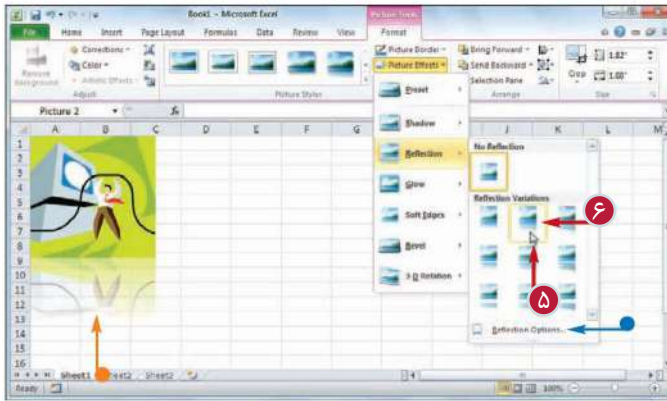 Book1 - Microsoft Excel
Picture Tools
File Home Insert Page Layout Formulas Data Review View Format
Remove Background
Corrections
Color
Artistic Effects
Adjust
Picture Styles
Picture Border
Picture Effects
Bring Forward
Send Backward
Selection Pane
Arrange
Crop
1.82"
1.68"
Size
Picture 2
fx
A B C D E F G J K L M
1
2
3
4
5
6
7
8
9
10
11
12
13
14
15
16
Preset
Shadow
Reflection
Glow
Soft Edges
Bevel
3-D Rotation
No Reflection
Reflection Variations
۶
۵
Reflection Options...
Sheet1 Sheet2 Sheet3
Ready
100%